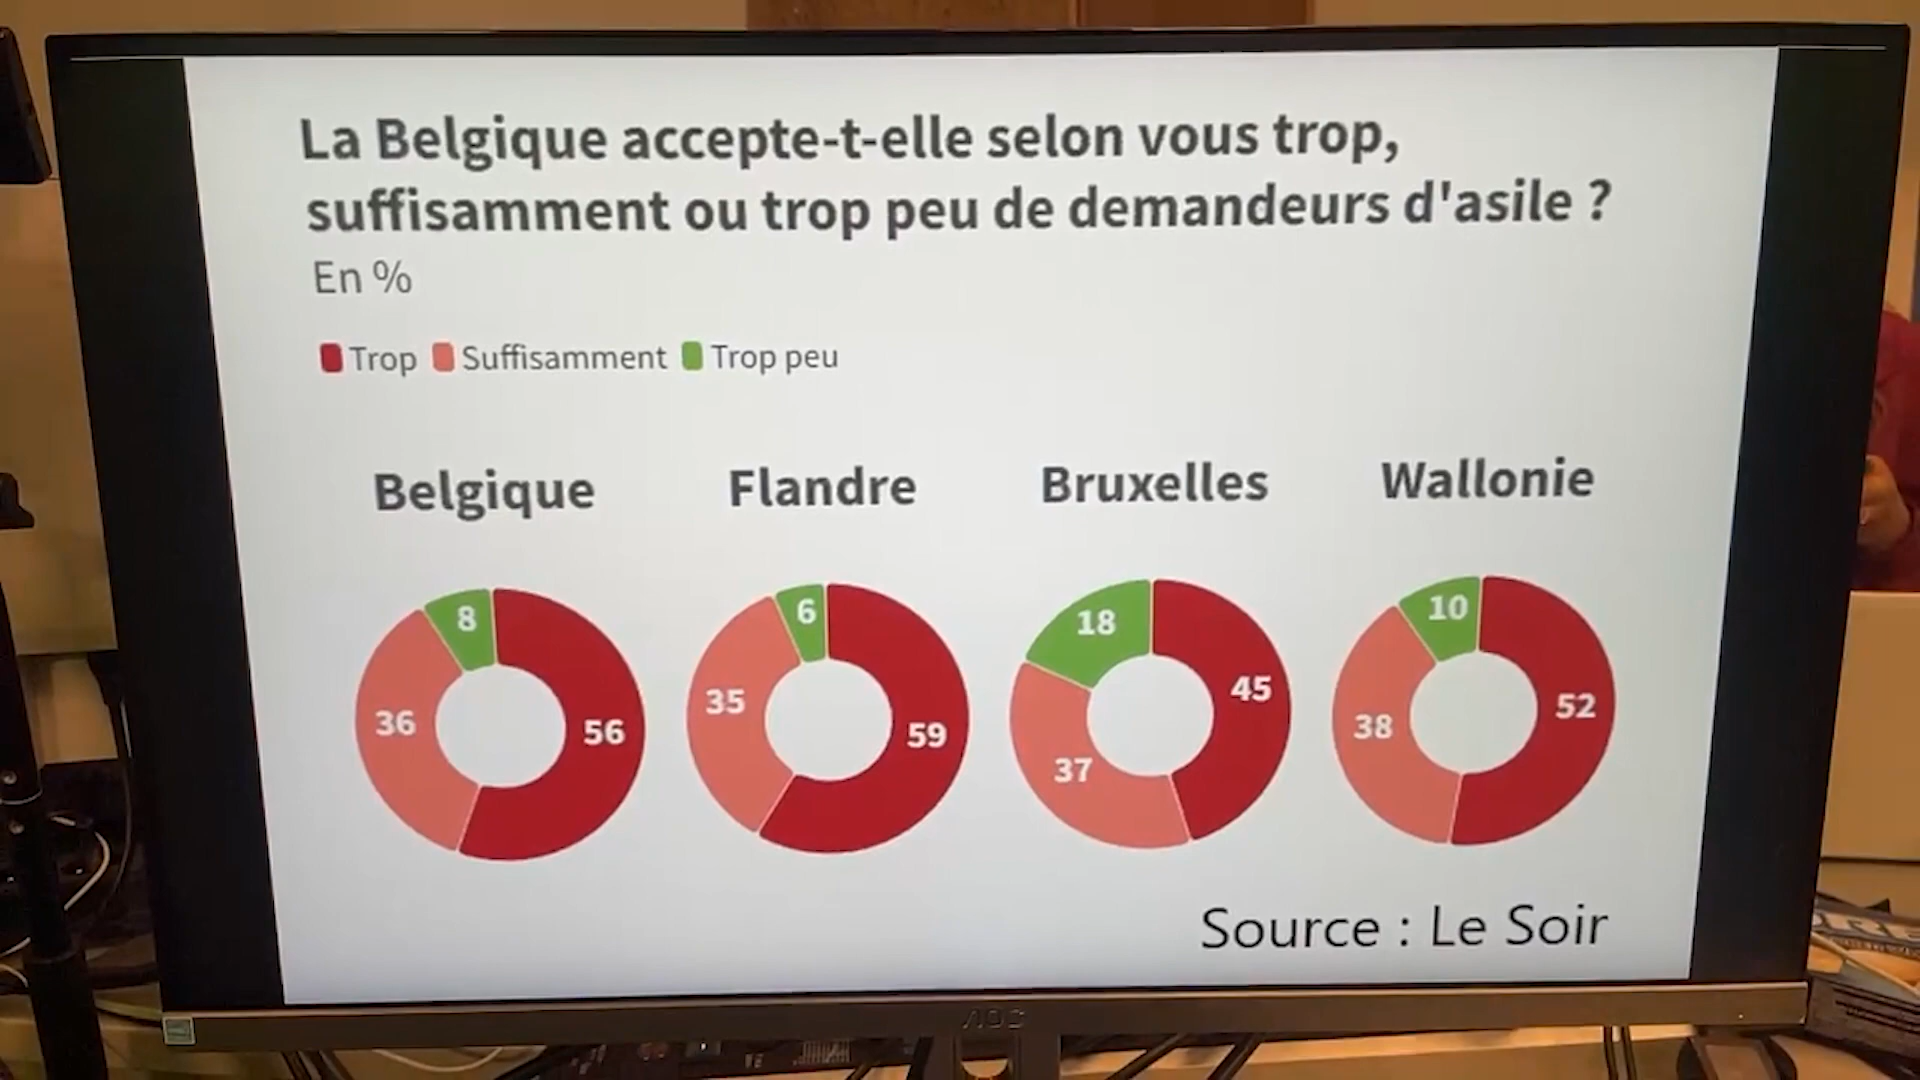 La Belgique accepte-t-elle selon vous trop,
suffisamment ou trop peu de demandeurs d'asile ?
En %
Trop Suffisamment Trop peu
Belgique Flandre Bruxelles Wallonie
8 36 56
6 35 59
18 37 45
10 38 52
Source : Le Soir
AOC